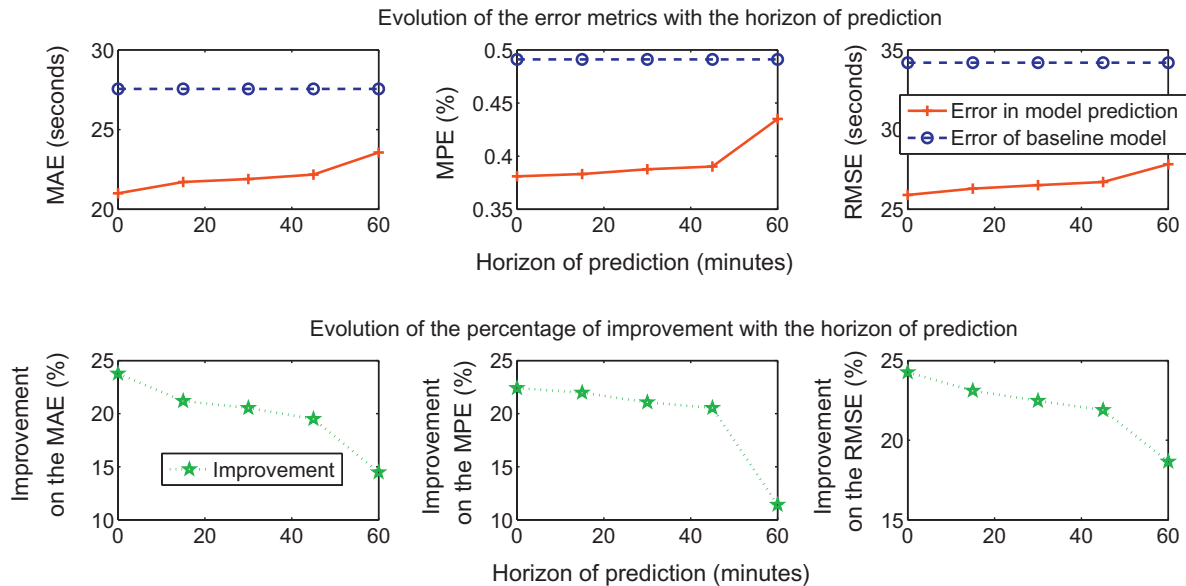 Evolution of the error metrics with the horizon of prediction
MAE (seconds)
30
25
20
0
20
40
60
MPE (%)
0.5
0.45
0.4
0.35
0
20
40
60
RMSE (seconds)
35
30
25
0
20
40
60
Error in model prediction
Error of baseline model
Horizon of prediction (minutes)
Evolution of the percentage of improvement with the horizon of prediction
Improvement
on the MAE (%)
25
20
15
10
0
20
40
60
Improvement
Improvement
on the MPE (%)
25
20
15
10
0
20
40
60
Improvement
on the RMSE (%)
25
20
15
0
20
40
60
Horizon of prediction (minutes)